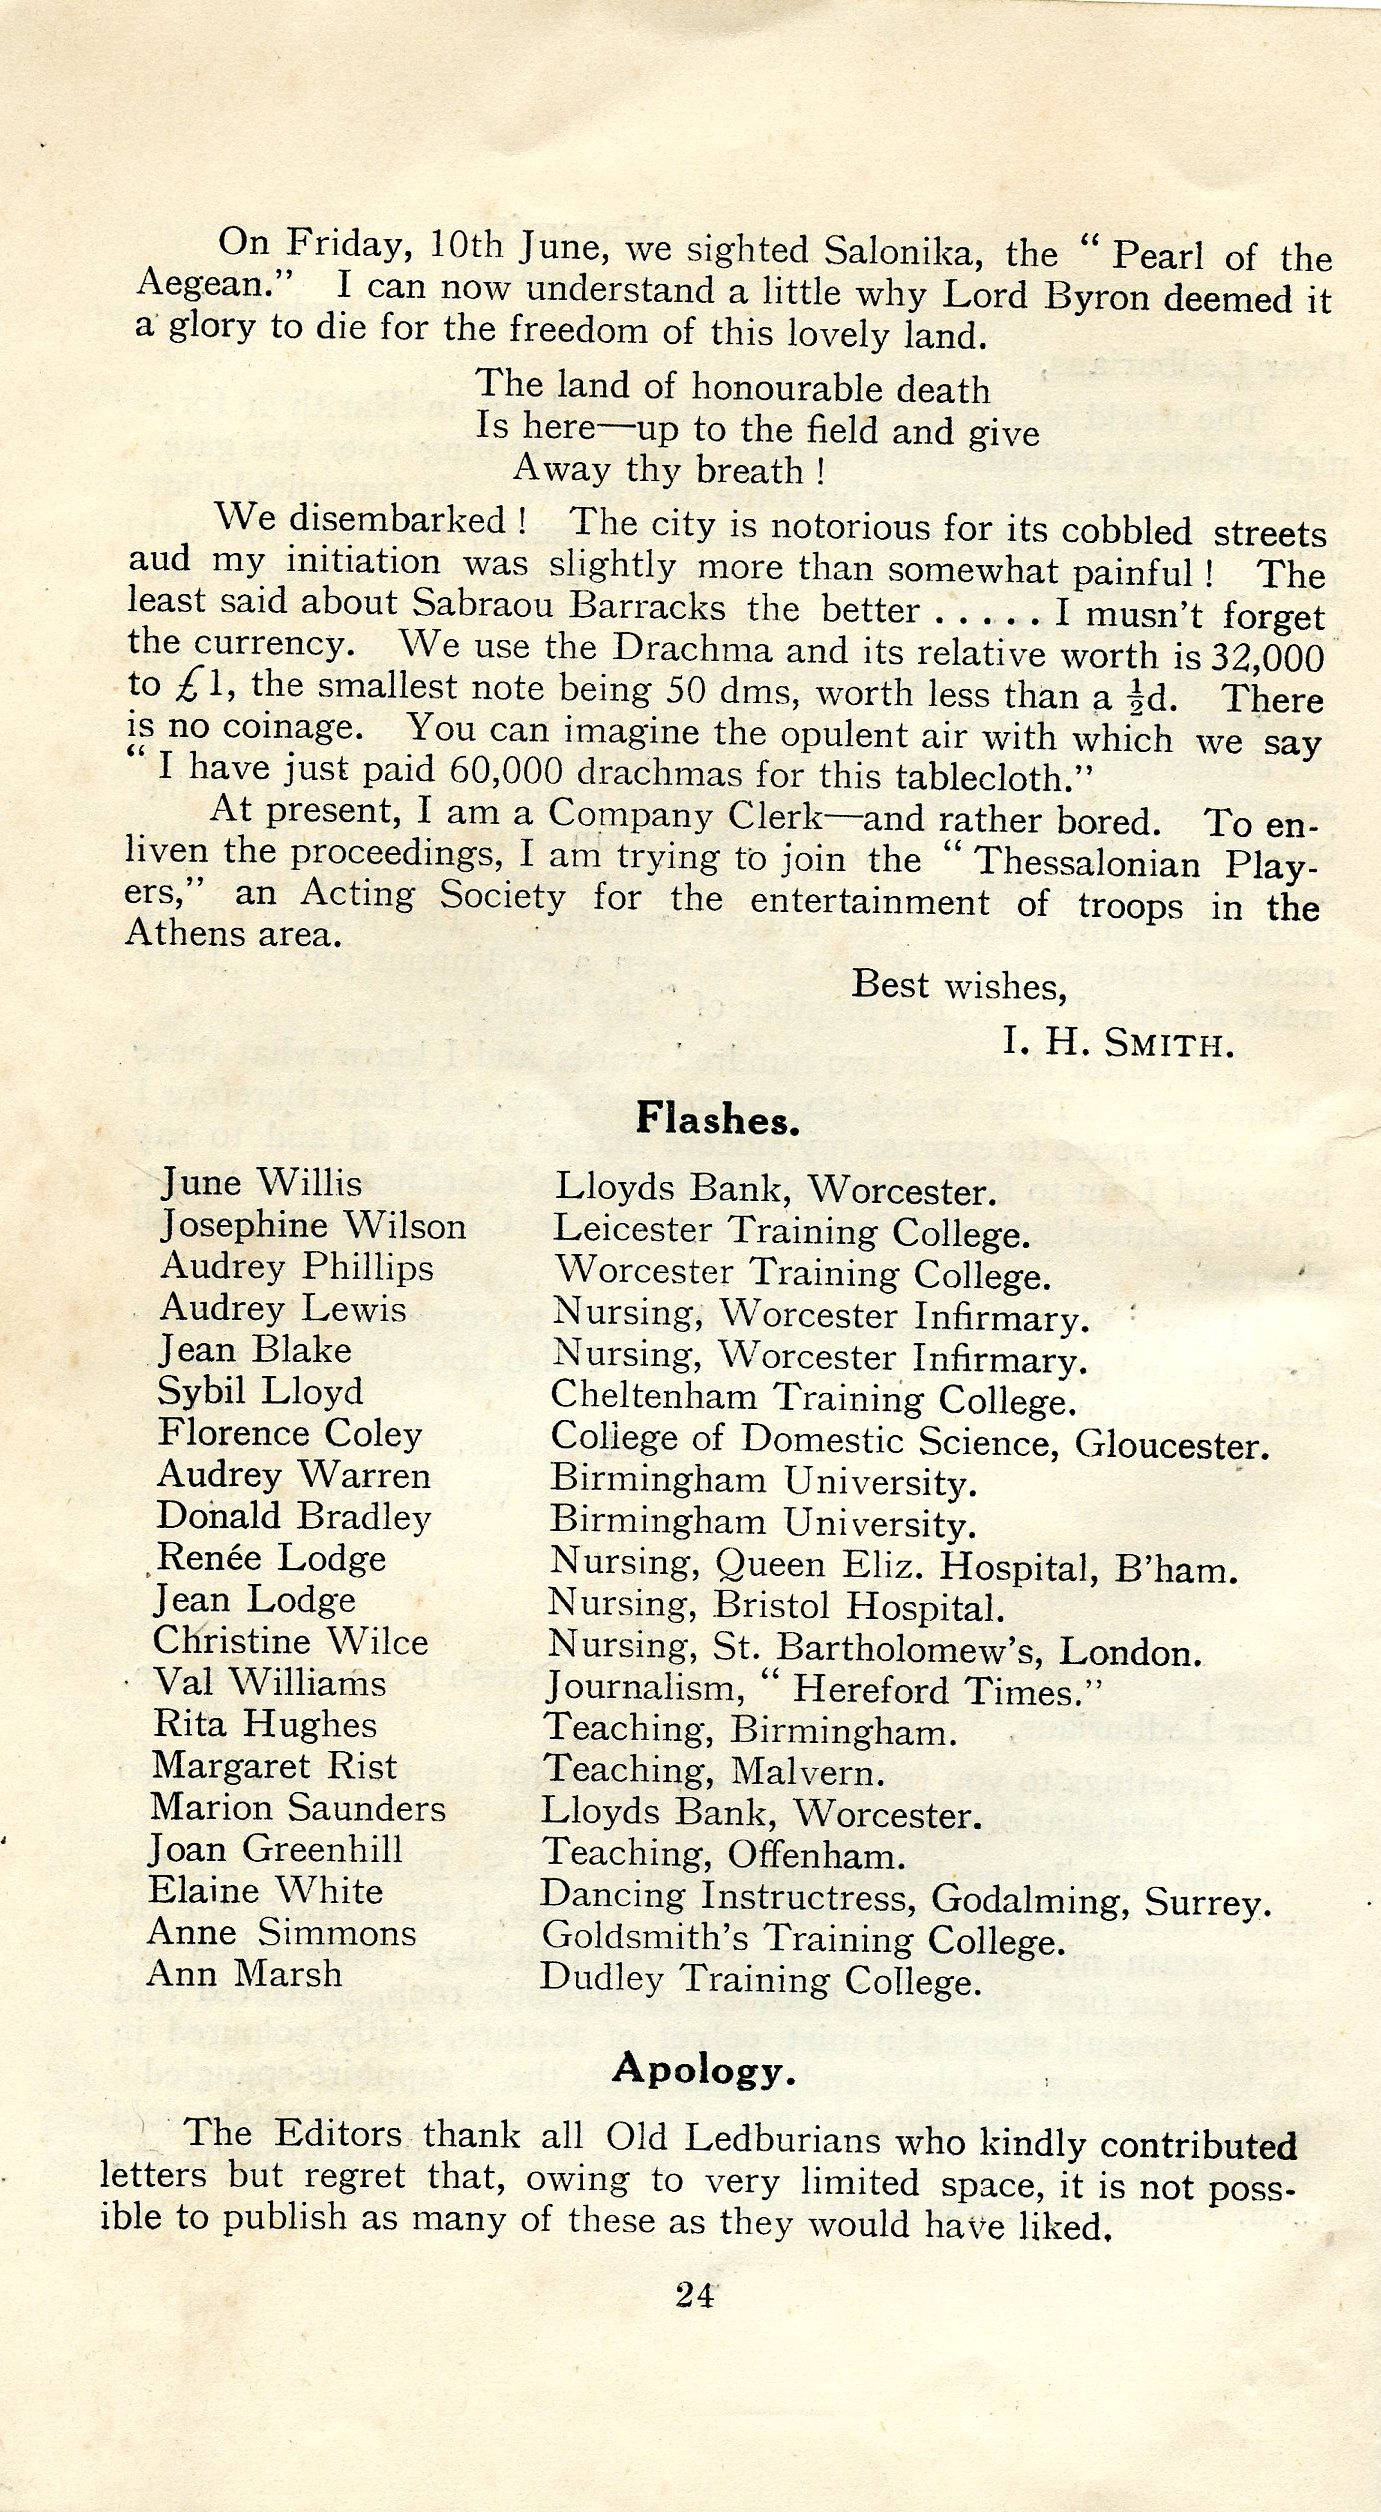 On Friday, 10th June, we sighted Salonika, the “ Pearl of the
Aegean.” I can now understand a little why Lord Byron deemed it
a glory to die for the freedom of this lovely land.
The land of honourable death
Is here—up to the field and give
Away thy breath !
We disembarked ! The city is notorious for its cobbled streets
aud my initiation was slightly more than somewhat painful ! The
least said about Sabraou Barracks the better . . . . . I musn’t forget
the currency. We use the Drachma and its relative worth is 32,000
to £1, the smallest note being 50 dms, worth less than a ½d. There
is no coinage. You can imagine the opulent air with which we say
“ I have just paid 60,000 drachmas for this tablecloth.”
At present, I am a Company Clerk—and rather bored. To en-
liven the proceedings, I am trying to join the “ Thessalonian Play-
ers,” an Acting Society for the entertainment of troops in the
Athens area.
Best wishes,
I. H. SMITH.
Flashes.
June Willis Lloyds Bank, Worcester.
Josephine Wilson Leicester Training College.
Audrey Phillips Worcester Training College.
Audrey Lewis Nursing, Worcester Infirmary.
Jean Blake Nursing, Worcester Infirmary.
Sybil Lloyd Cheltenham Training College.
Florence Coley College of Domestic Science, Gloucester.
Audrey Warren Birmingham University.
Donald Bradley Birmingham University.
Renée Lodge Nursing, Queen Eliz. Hospital, B’ham.
Jean Lodge Nursing, Bristol Hospital.
Christine Wilce Nursing, St. Bartholomew’s, London.
Val Williams Journalism, “ Hereford Times.”
Rita Hughes Teaching, Birmingham.
Margaret Rist Teaching, Malvern.
Marion Saunders Lloyds Bank, Worcester.
Joan Greenhill Teaching, Offenham.
Elaine White Dancing Instructress, Godalming, Surrey.
Anne Simmons Goldsmith’s Training College.
Ann Marsh Dudley Training College.
Apology.
The Editors thank all Old Ledburians who kindly contributed
letters but regret that, owing to very limited space, it is not poss-
ible to publish as many of these as they would have liked.
24